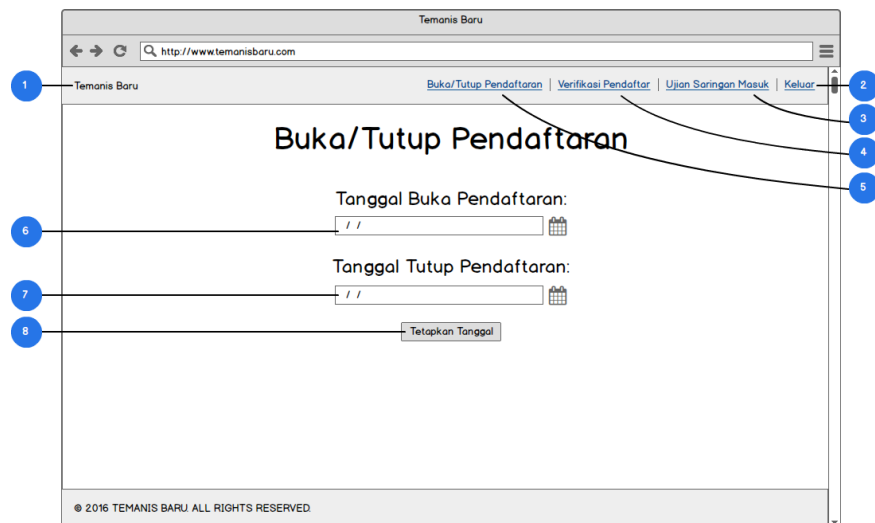 Temanis Baru
http://www.temanisbaru.com
1 Temanis Baru Buka/Tutup Pendaftaran | Verifikasi Pendaftar | Ujian Saringan Masuk | Keluar 2
3
Buka/Tutup Pendaftaran
4
5
Tanggal Buka Pendaftaran:
6 / /
Tanggal Tutup Pendaftaran:
7 / /
8 Tetapkan Tanggal
© 2016 TEMANIS BARU. ALL RIGHTS RESERVED.